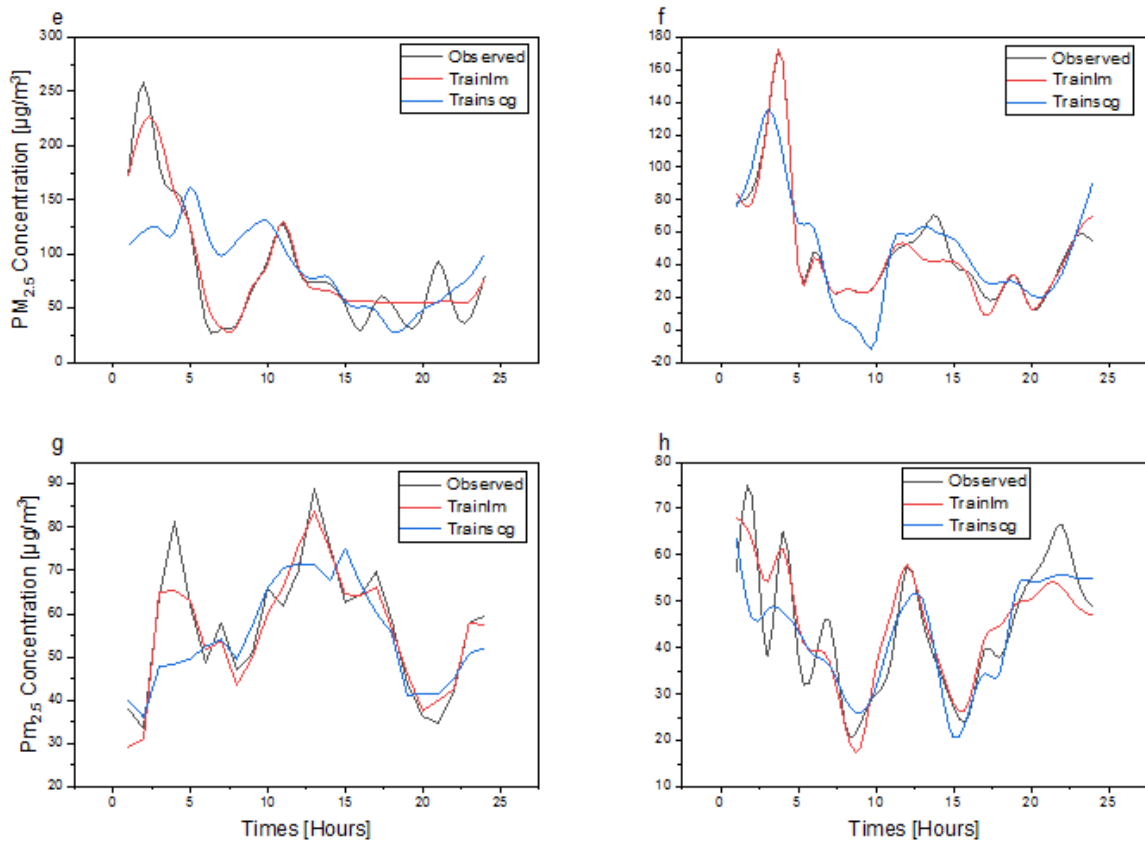 e
300
250
200
150
100
50
0
PM2.5 Concentration [µg/m³]
Observed
Trainlm
Trainscg
0 5 10 15 20 25
f
180
160
140
120
100
80
60
40
20
0
-20
Observed
Trainlm
Trainscg
0 5 10 15 20 25
g
90
80
70
60
50
40
30
20
Pm2.5 Concentration [µg/m³]
Observed
Trainlm
Trainscg
0 5 10 15 20 25
Times [Hours]
h
80
70
60
50
40
30
20
10
Observed
Trainlm
Trainscg
0 5 10 15 20 25
Times [Hours]